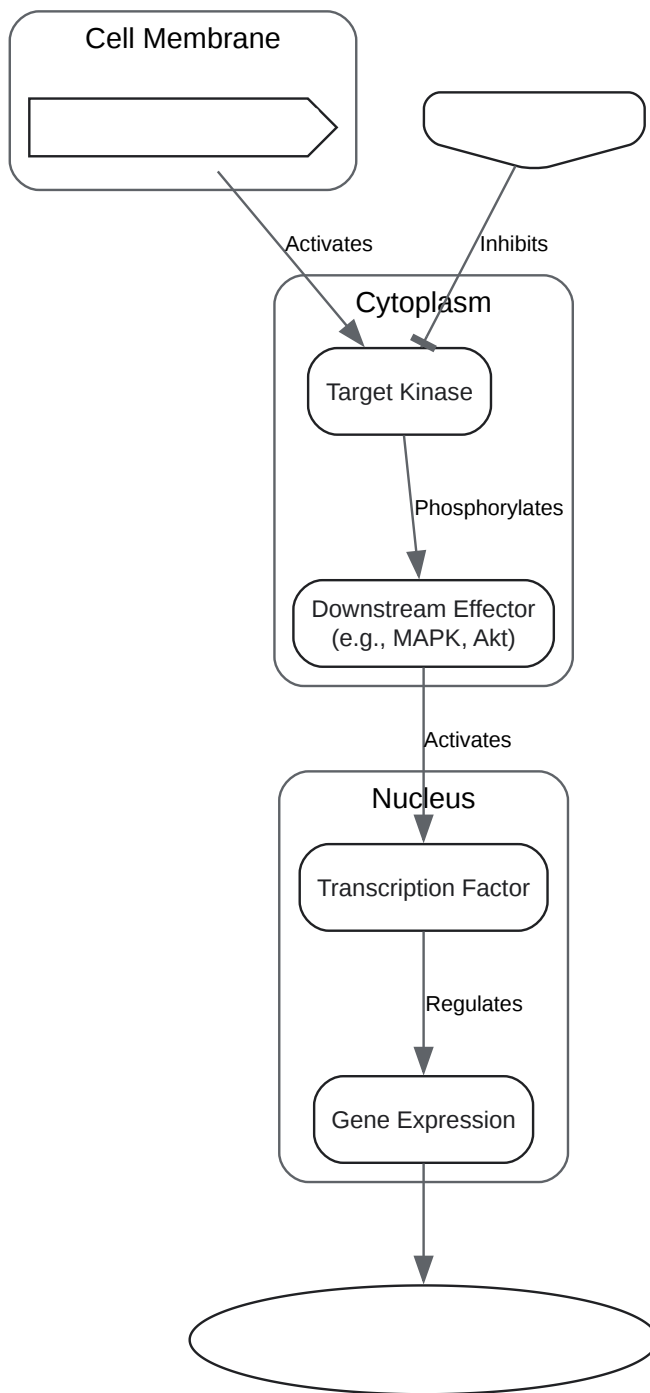 Cell Membrane
Activates
Inhibits
Cytoplasm
Target Kinase
Phosphorylates
Downstream Effector
(e.g., MAPK, Akt)
Activates
Nucleus
Transcription Factor
Regulates
Gene Expression